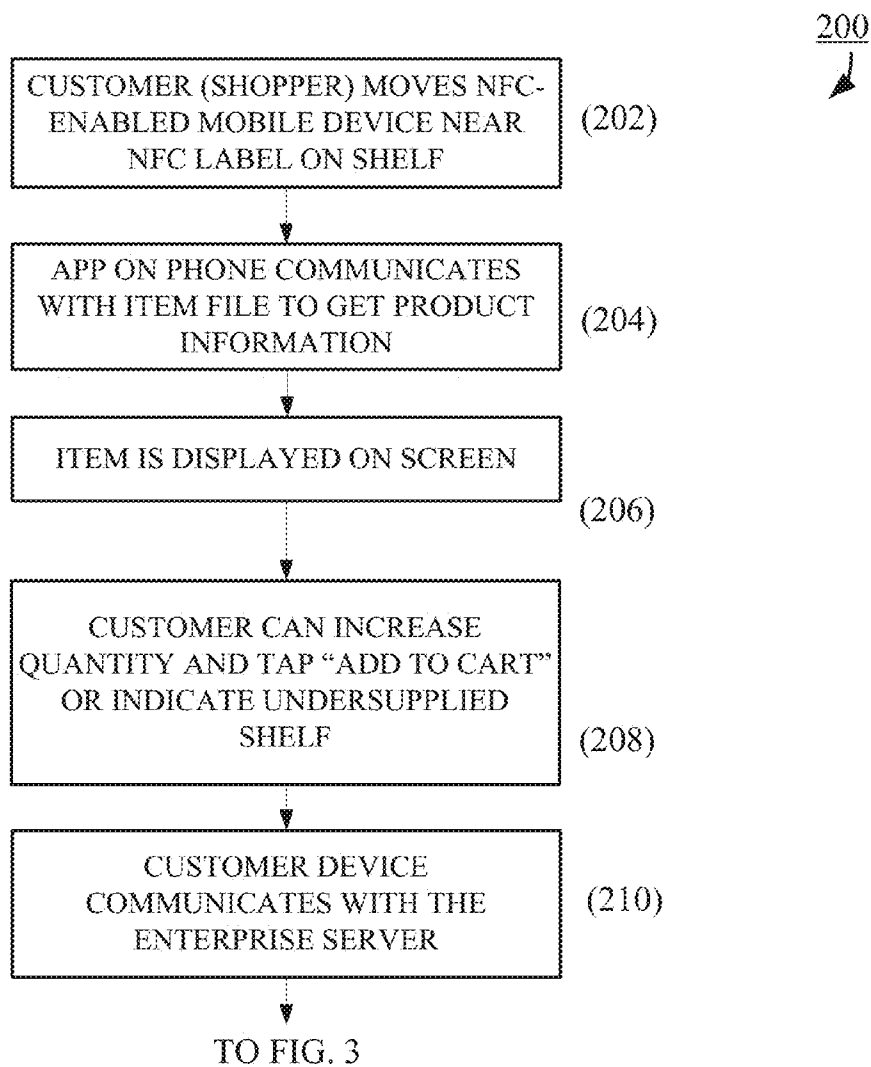 200
CUSTOMER (SHOPPER) MOVES NFC-
ENABLED MOBILE DEVICE NEAR
NFC LABEL ON SHELF
(202)
APP ON PHONE COMMUNICATES
WITH ITEM FILE TO GET PRODUCT
INFORMATION
(204)
ITEM IS DISPLAYED ON SCREEN
(206)
CUSTOMER CAN INCREASE
QUANTITY AND TAP “ADD TO CART”
OR INDICATE UNDERSUPPLIED
SHELF
(208)
CUSTOMER DEVICE
COMMUNICATES WITH THE
ENTERPRISE SERVER
(210)
TO FIG. 3